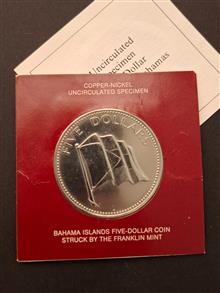 Uncirculated
Specimen
Dollar
Bahamas
COPPER-NICKEL
UNCIRCULATED SPECIMEN
FIVE DOLLARS
BAHAMA ISLANDS FIVE-DOLLAR COIN
STRUCK BY THE FRANKLIN MINT